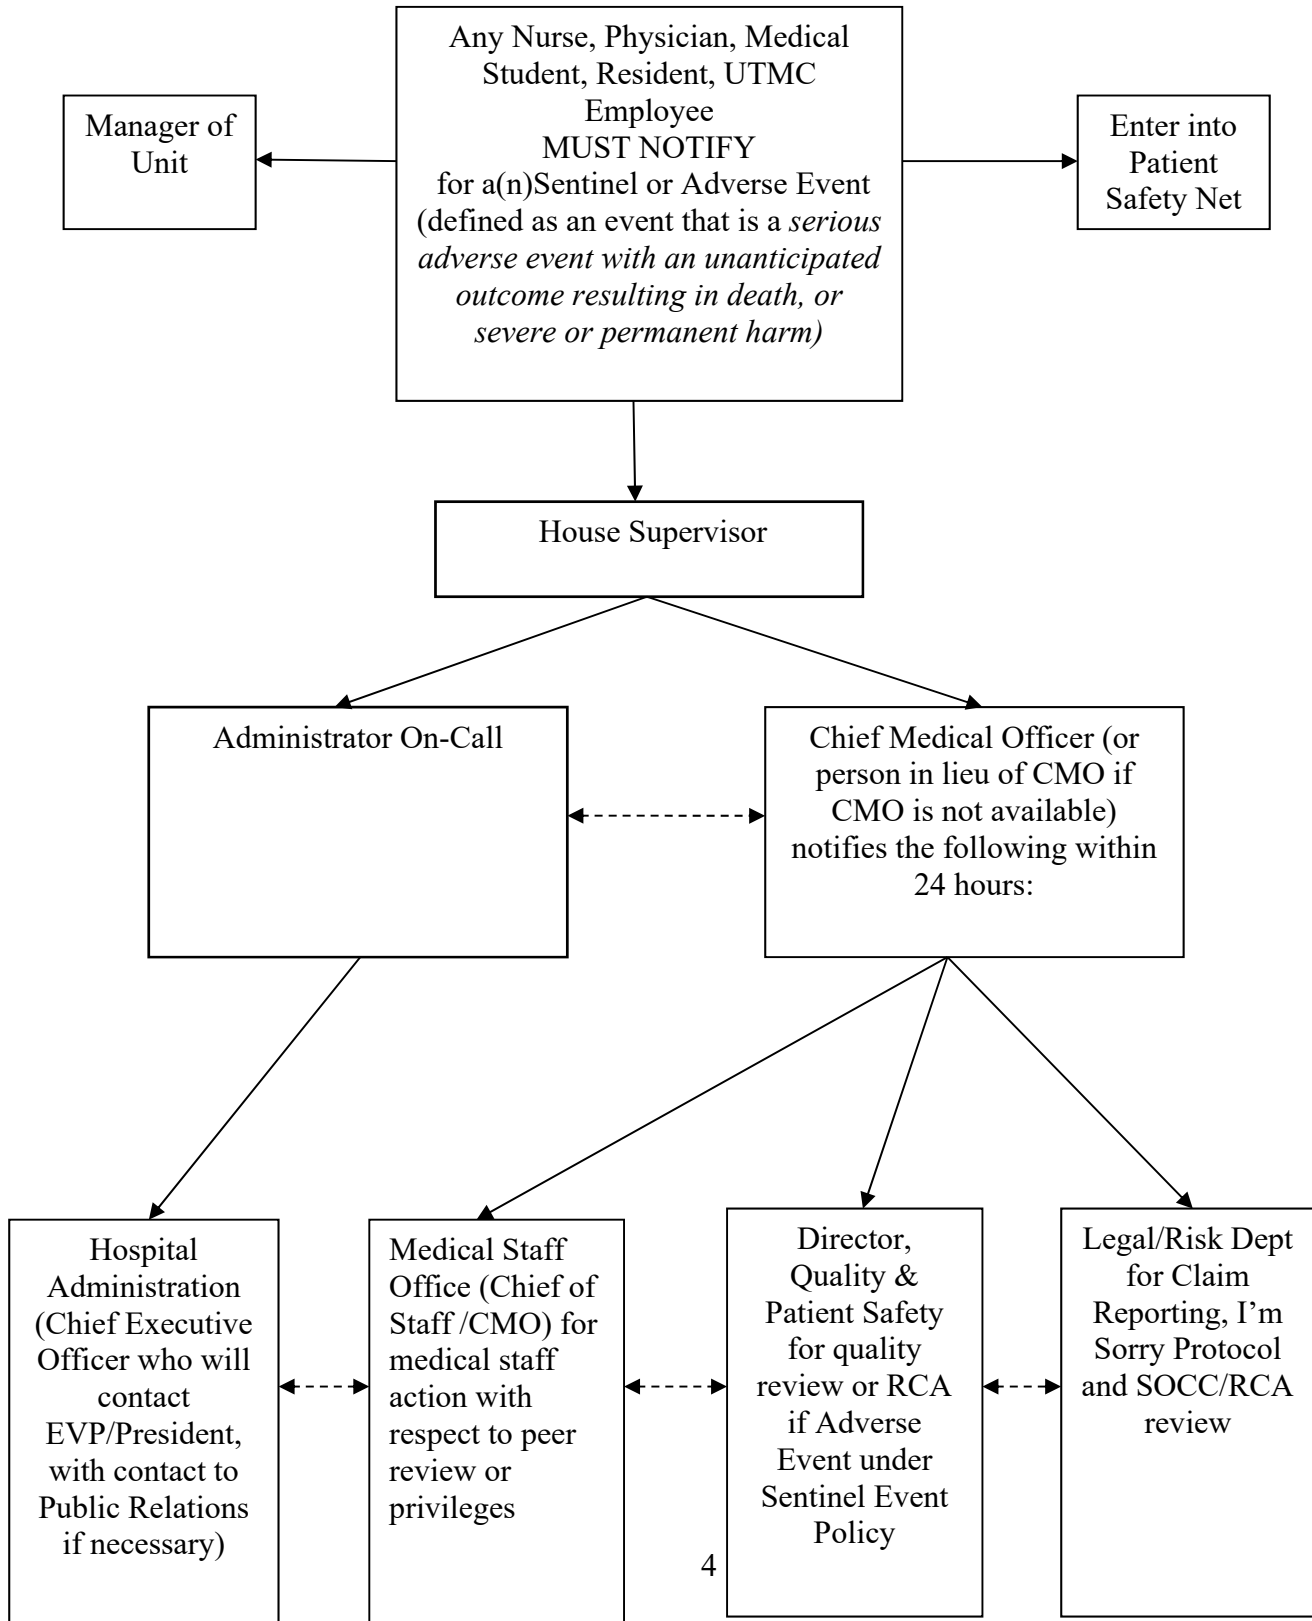 Any Nurse, Physician, Medical
Student, Resident, UTMC
Employee
MUST NOTIFY
for a(n)Sentinel or Adverse Event
(defined as an event that is a serious
adverse event with an unanticipated
outcome resulting in death, or
severe or permanent harm)
Manager of
Unit
Enter into
Patient
Safety Net
House Supervisor
Administrator On-Call
Chief Medical Officer (or
person in lieu of CMO if
CMO is not available)
notifies the following within
24 hours:
Hospital
Administration
(Chief Executive
Officer who will
contact
EVP/President,
with contact to
Public Relations
if necessary)
Medical Staff
Office (Chief of
Staff /CMO) for
medical staff
action with
respect to peer
review or
privileges
Director,
Quality &
Patient Safety
for quality
review or RCA
if Adverse
Event under
Sentinel Event
Policy
Legal/Risk Dept
for Claim
Reporting, I’m
Sorry Protocol
and SOCC/RCA
review
4